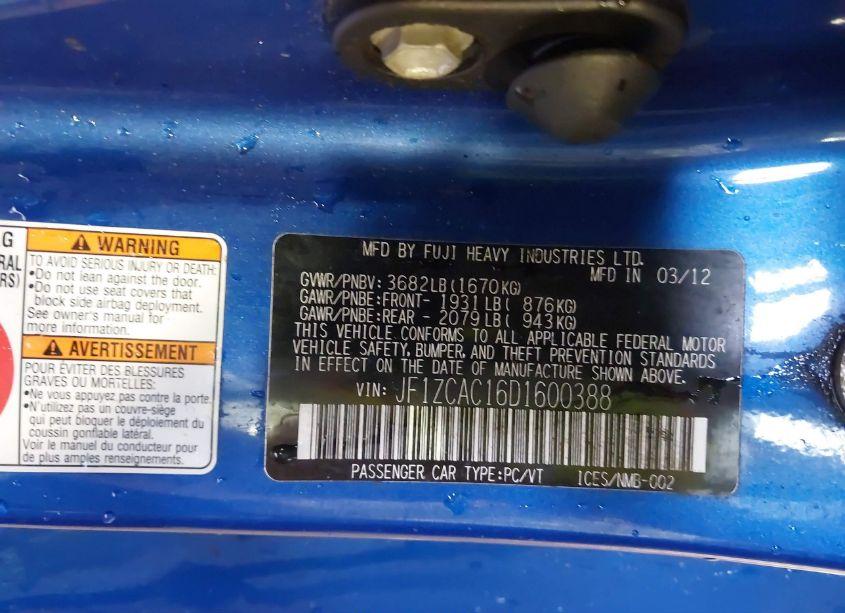 G
RAL
RS)
WARNING
TO AVOID SERIOUS INJURY OR DEATH:
•Do not lean against the door.
•Do not use seat covers that
block side airbag deployment.
See owner's manual for
more information.
AVERTISSEMENT
POUR ÉVITER DES BLESSURES
GRAVES OU MORTELLES:
•Ne vous appuyez pas contre la porte.
•N'utilizez pas un couvre-siége
qui peut bloquer le déploiement du
coussin gonflable latéral.
Voir le manuel du conducteur pour
de plus amples renseignements.
MFD BY FUJI HEAVY INDUSTRIES LTD.
MFD IN 03/12
GVWR/PNBV: 3682LB(1670KG)
GAWR/PNBE:FRONT- 1931LB( 876KG)
GAWR/PNBE:REAR - 2079LB( 943KG)
THIS VEHICLE CONFORMS TO ALL APPLICABLE FEDERAL MOTOR
VEHICLE SAFETY, BUMPER, AND THEFT PREVENTION STANDARDS
IN EFFECT ON THE DATE OF MANUFACTURE SHOWN ABOVE.
VIN: JF1ZCAC16D1600388
PASSENGER CAR TYPE:PC/VT ICES/NMB-002